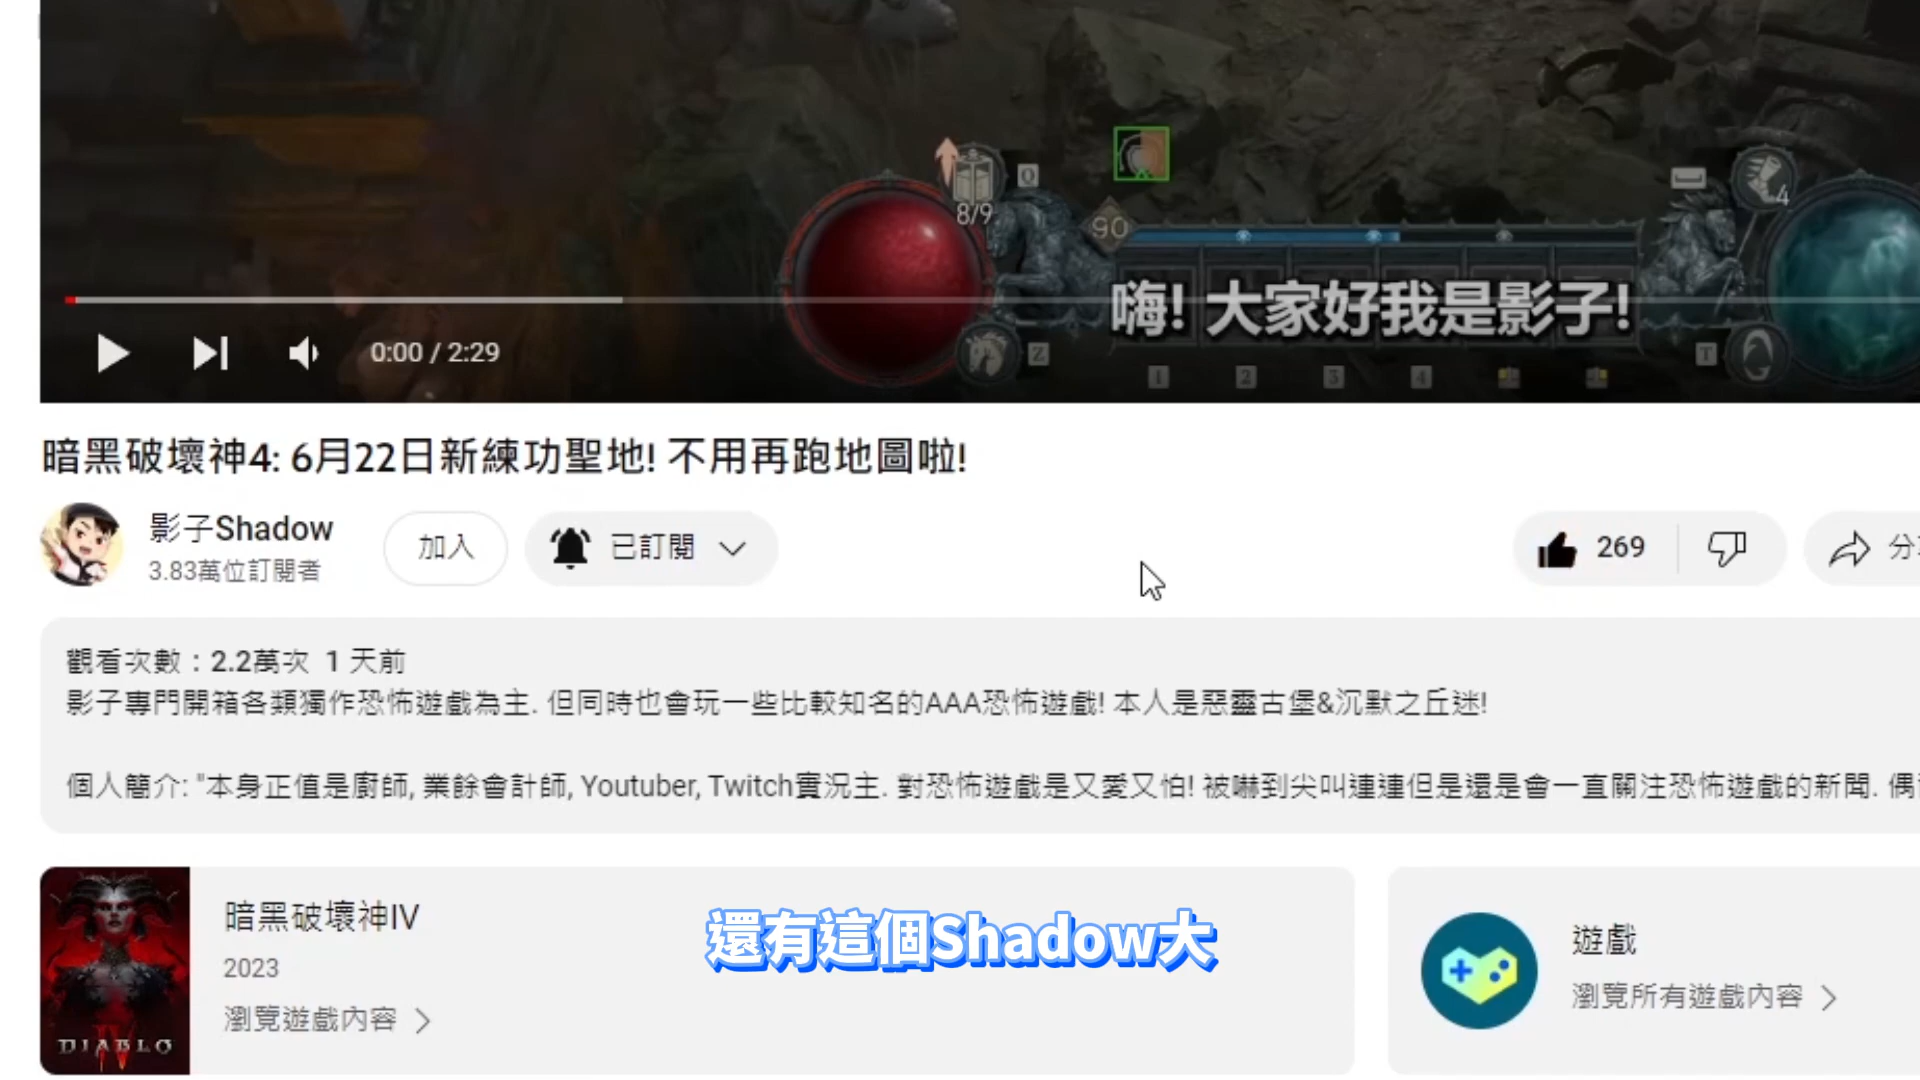 Q
8/9
90
4
嗨! 大家好我是影子!
Z
T
1
2
3
4
0:00 / 2:29
暗黑破壞神4: 6月22日新練功聖地! 不用再跑地圖啦!
影子Shadow
3.83萬位訂閱者
加入
已訂閱
269
分
觀看次數：2.2萬次 1 天前
影子專門開箱各類獨作恐怖遊戲為主. 但同時也會玩一些比較知名的AAA恐怖遊戲! 本人是惡靈古堡&沉默之丘迷!
個人簡介: "本身正值是廚師, 業餘會計師, Youtuber, Twitch實況主. 對恐怖遊戲是又愛又怕! 被嚇到尖叫連連但是還是會一直關注恐怖遊戲的新聞. 偶
暗黑破壞神IV
2023
瀏覽遊戲內容
DIABLO
IV
還有這個Shadow大
遊戲
瀏覽所有遊戲內容